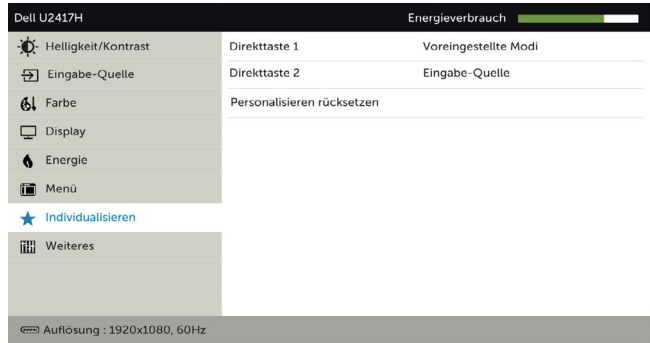 Dell U2417H Energieverbrauch
Helligkeit/Kontrast Direkttaste 1 Voreingestellte Modi
Eingabe-Quelle Direkttaste 2 Eingabe-Quelle
Farbe Personalisieren rücksetzen
Display
Energie
Menü
Individualisieren
Weiteres
Auflösung : 1920x1080, 60Hz